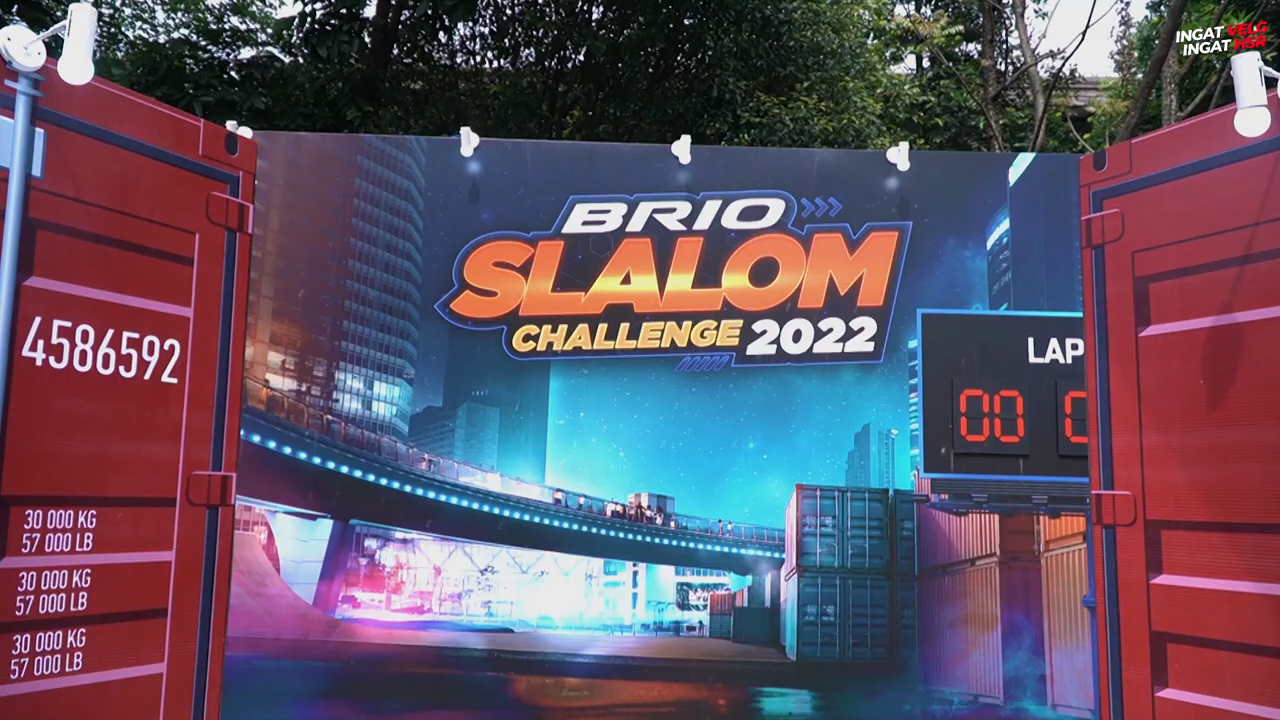 INGAT VELG
INGAT HSR
BRIO
SLALOM
CHALLENGE 2022
LAP
00
4586592
30 000 KG
57 000 LB
30 000 KG
57 000 LB
30 000 KG
57 000 LB